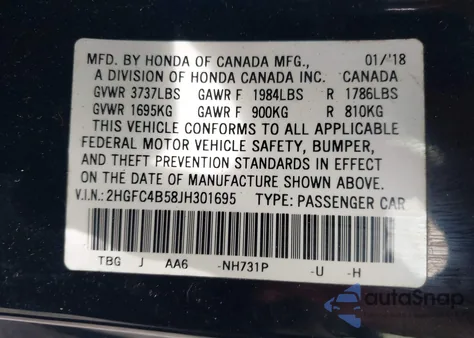 MFD. BY HONDA OF CANADA MFG., 01/'18
A DIVISION OF HONDA CANADA INC. CANADA
GVWR 3737LBS GAWR F 1984LBS R 1786LBS
GVWR 1695KG GAWR F 900KG R 810KG
THIS VEHICLE CONFORMS TO ALL APPLICABLE
FEDERAL MOTOR VEHICLE SAFETY, BUMPER,
AND THEFT PREVENTION STANDARDS IN EFFECT
ON THE DATE OF MANUFACTURE SHOWN ABOVE.
V.I.N.: 2HGFC4B58JH301695 TYPE: PASSENGER CAR
TBG J AA6 -NH731P -U -H
autoSnap